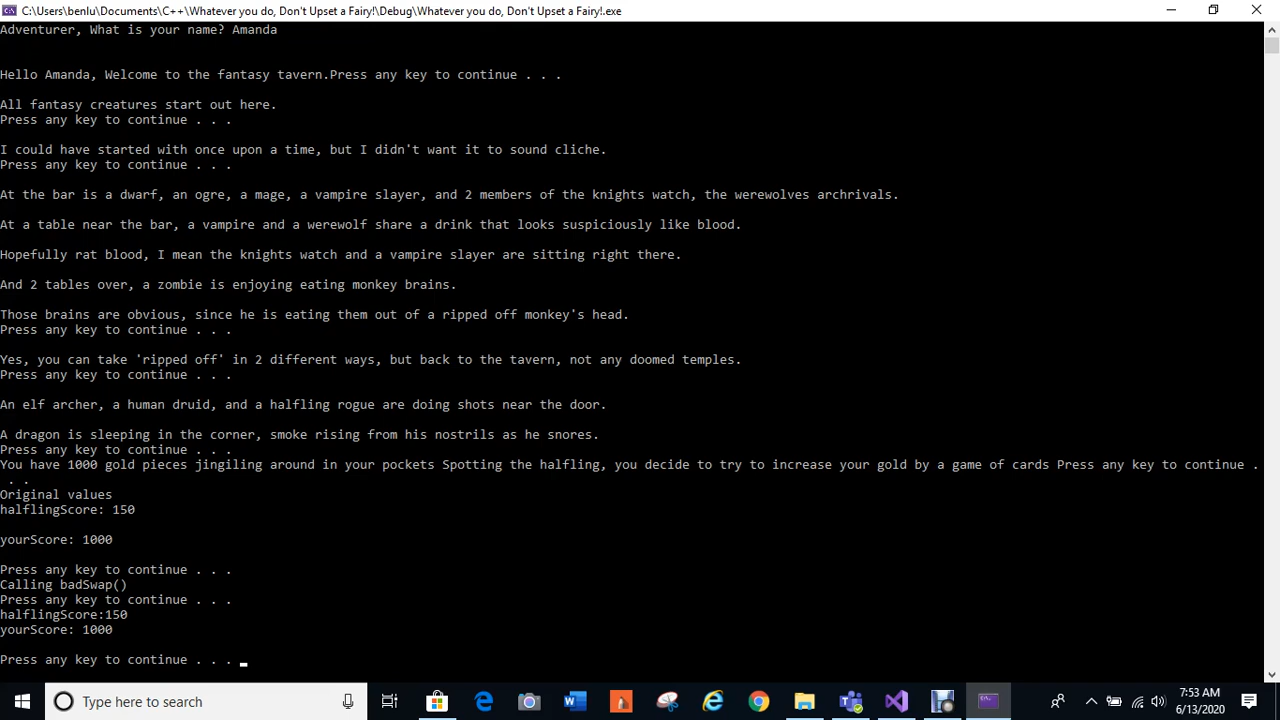 C:\Users\benlu\Documents\C++\Whatever you do, Don't Upset a Fairy!\Debug\Whatever you do, Don't Upset a Fairy!.exe
Adventurer, What is your name? Amanda
Hello Amanda, Welcome to the fantasy tavern.Press any key to continue . . .
All fantasy creatures start out here.
Press any key to continue . . .
I could have started with once upon a time, but I didn't want it to sound cliche.
Press any key to continue . . .
At the bar is a dwarf, an ogre, a mage, a vampire slayer, and 2 members of the knights watch, the werewolves archrivals.
At a table near the bar, a vampire and a werewolf share a drink that looks suspiciously like blood.
Hopefully rat blood, I mean the knights watch and a vampire slayer are sitting right there.
And 2 tables over, a zombie is enjoying eating monkey brains.
Those brains are obvious, since he is eating them out of a ripped off monkey's head.
Press any key to continue . . .
Yes, you can take 'ripped off' in 2 different ways, but back to the tavern, not any doomed temples.
Press any key to continue . . .
An elf archer, a human druid, and a halfling rogue are doing shots near the door.
A dragon is sleeping in the corner, smoke rising from his nostrils as he snores.
Press any key to continue . . .
You have 1000 gold pieces jingiling around in your pockets Spotting the halfling, you decide to try to increase your gold by a game of cards Press any key to continue .
. .
Original values
halflingScore: 150
yourScore: 1000
Press any key to continue . . .
Calling badSwap()
Press any key to continue . . .
halflingScore:150
yourScore: 1000
Press any key to continue . . .
Type here to search
7:53 AM
6/13/2020